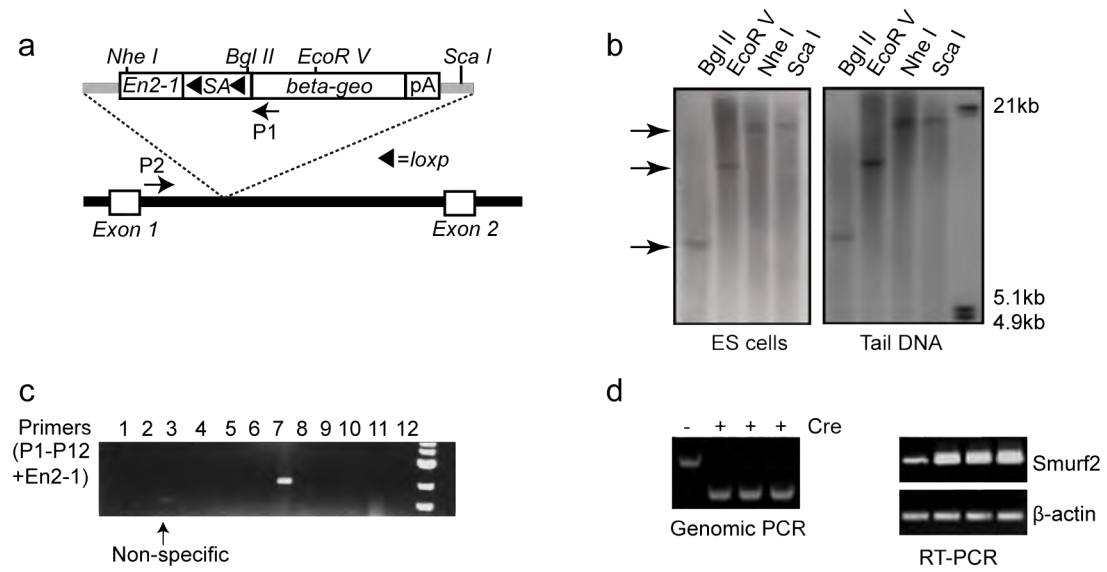 a
Nhe I Bgl II EcoR V Sca I
En2-1 SA beta-geo pA
P1
P2
=loxp
Exon 1 Exon 2
b
Bgl II EcoR V Nhe I Sca I
Bgl II EcoR V Nhe I Sca I
21kb
5.1kb
4.9kb
ES cells Tail DNA
c
Primers 1 2 3 4 5 6 7 8 9 10 11 12
(P1-P12
+En2-1)
Non-specific
d
- + + + Cre
Genomic PCR
Smurf2
β-actin
RT-PCR